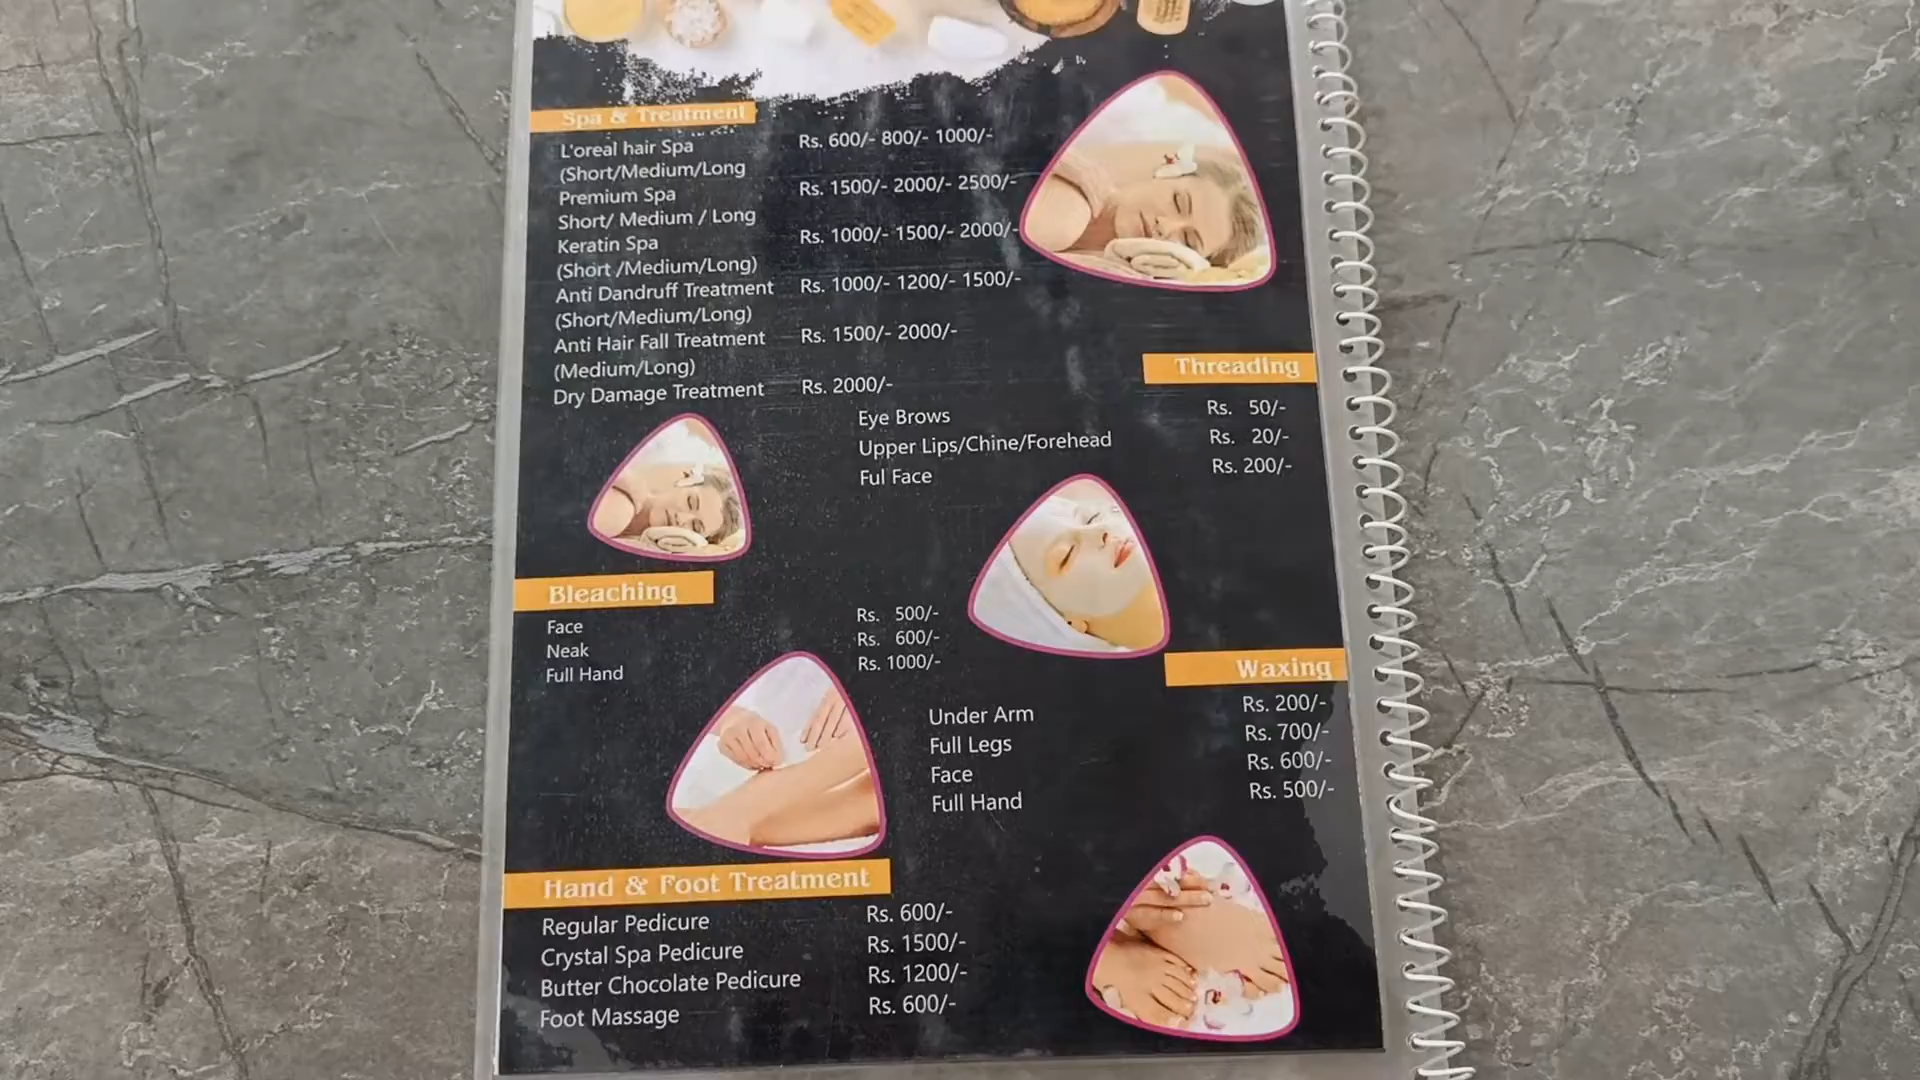 Spa & Treatment
L'oreal hair Spa Rs. 600/- 800/- 1000/-
(Short/Medium/Long
Premium Spa Rs. 1500/- 2000/- 2500/-
Short/ Medium / Long
Keratin Spa Rs. 1000/- 1500/- 2000/-
(Short /Medium/Long)
Anti Dandruff Treatment Rs. 1000/- 1200/- 1500/-
(Short/Medium/Long)
Anti Hair Fall Treatment Rs. 1500/- 2000/-
(Medium/Long)
Dry Damage Treatment Rs. 2000/-
Threading
Eye Brows Rs. 50/-
Upper Lips/Chine/Forehead Rs. 20/-
Ful Face Rs. 200/-
Bleaching
Face Rs. 500/-
Neak Rs. 600/-
Full Hand Rs. 1000/-
Waxing
Under Arm Rs. 200/-
Full Legs Rs. 700/-
Face Rs. 600/-
Full Hand Rs. 500/-
Hand & Foot Treatment
Regular Pedicure Rs. 600/-
Crystal Spa Pedicure Rs. 1500/-
Butter Chocolate Pedicure Rs. 1200/-
Foot Massage Rs. 600/-